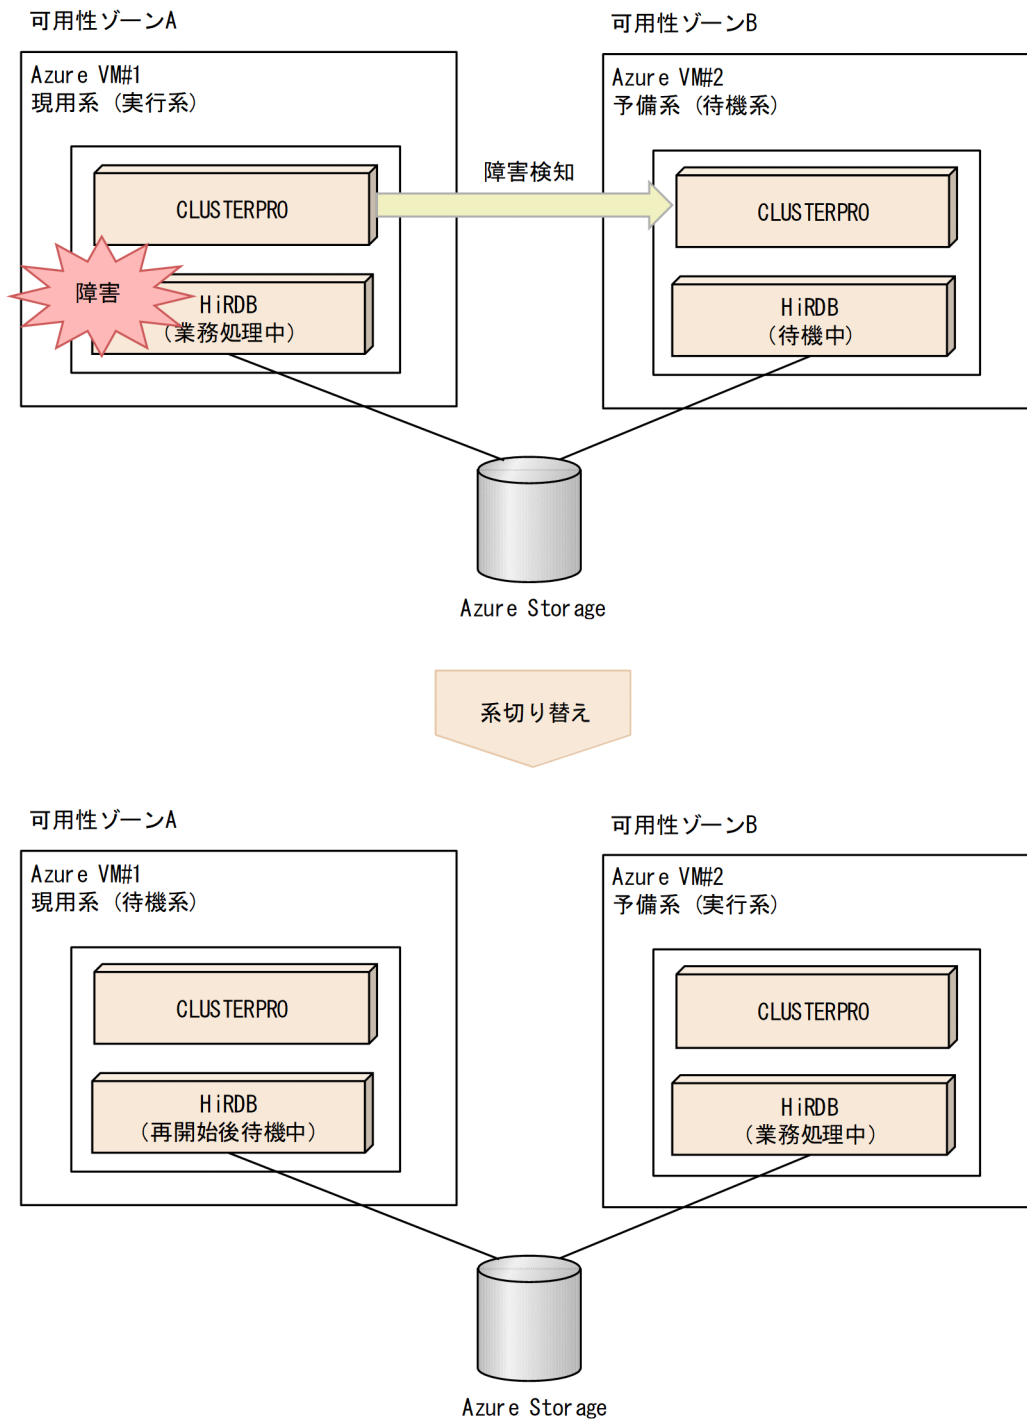 可用性ゾーンA
可用性ゾーンB
Azure VM#1
現用系（実行系）
Azure VM#2
予備系（待機系）
CLUSTERPRO
障害検知
CLUSTERPRO
障害
HiRDB
（業務処理中）
HiRDB
（待機中）
Azure Storage
系切り替え
可用性ゾーンA
可用性ゾーンB
Azure VM#1
現用系（待機系）
Azure VM#2
予備系（実行系）
CLUSTERPRO
CLUSTERPRO
HiRDB
（再開始後待機中）
HiRDB
（業務処理中）
Azure Storage